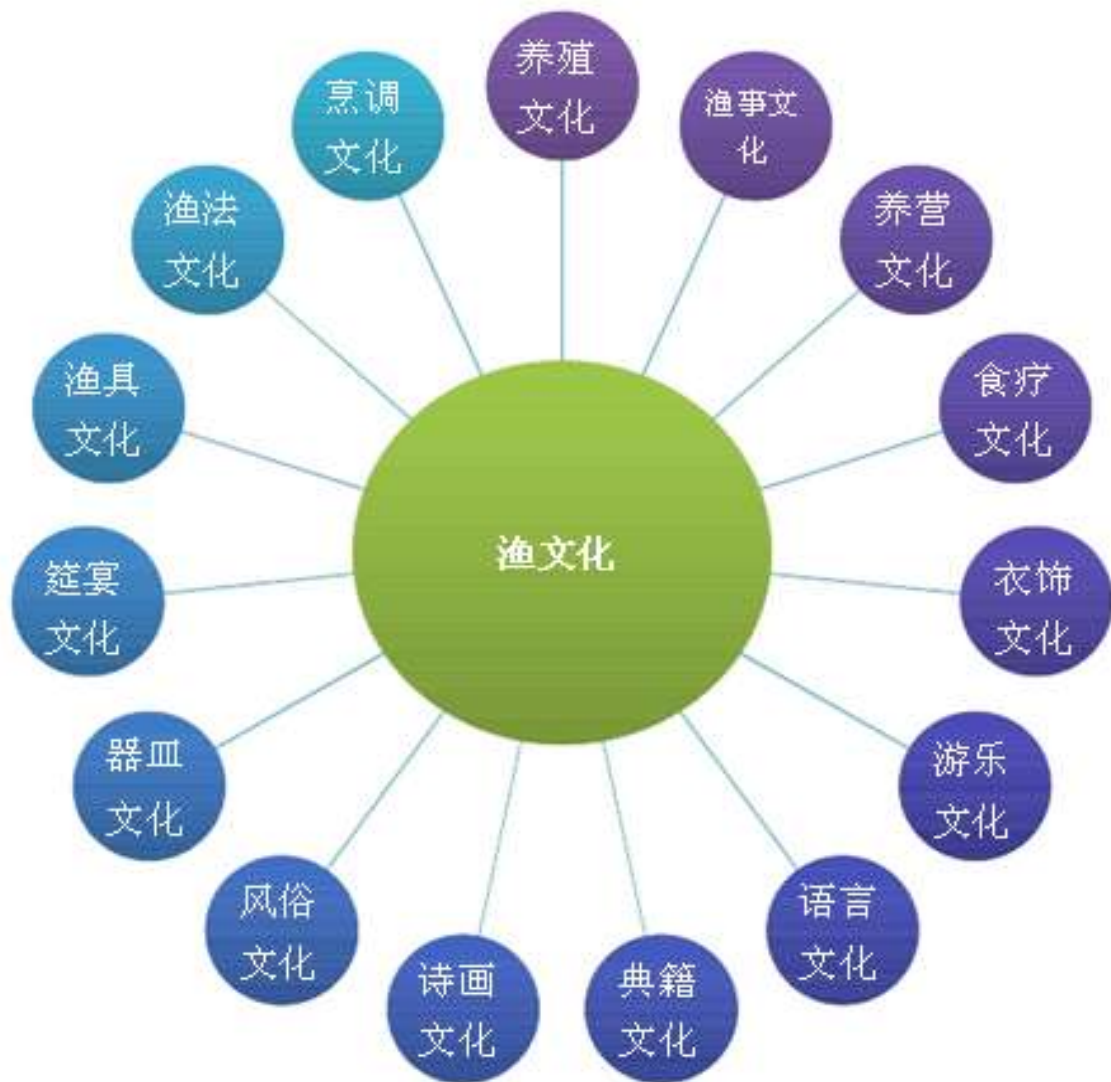 养殖
文化
渔事文
化
养营
文化
食疗
文化
衣饰
文化
游乐
文化
语言
文化
典籍
文化
诗画
文化
风俗
文化
器皿
文化
筵宴
文化
渔具
文化
渔法
文化
烹调
文化
渔文化